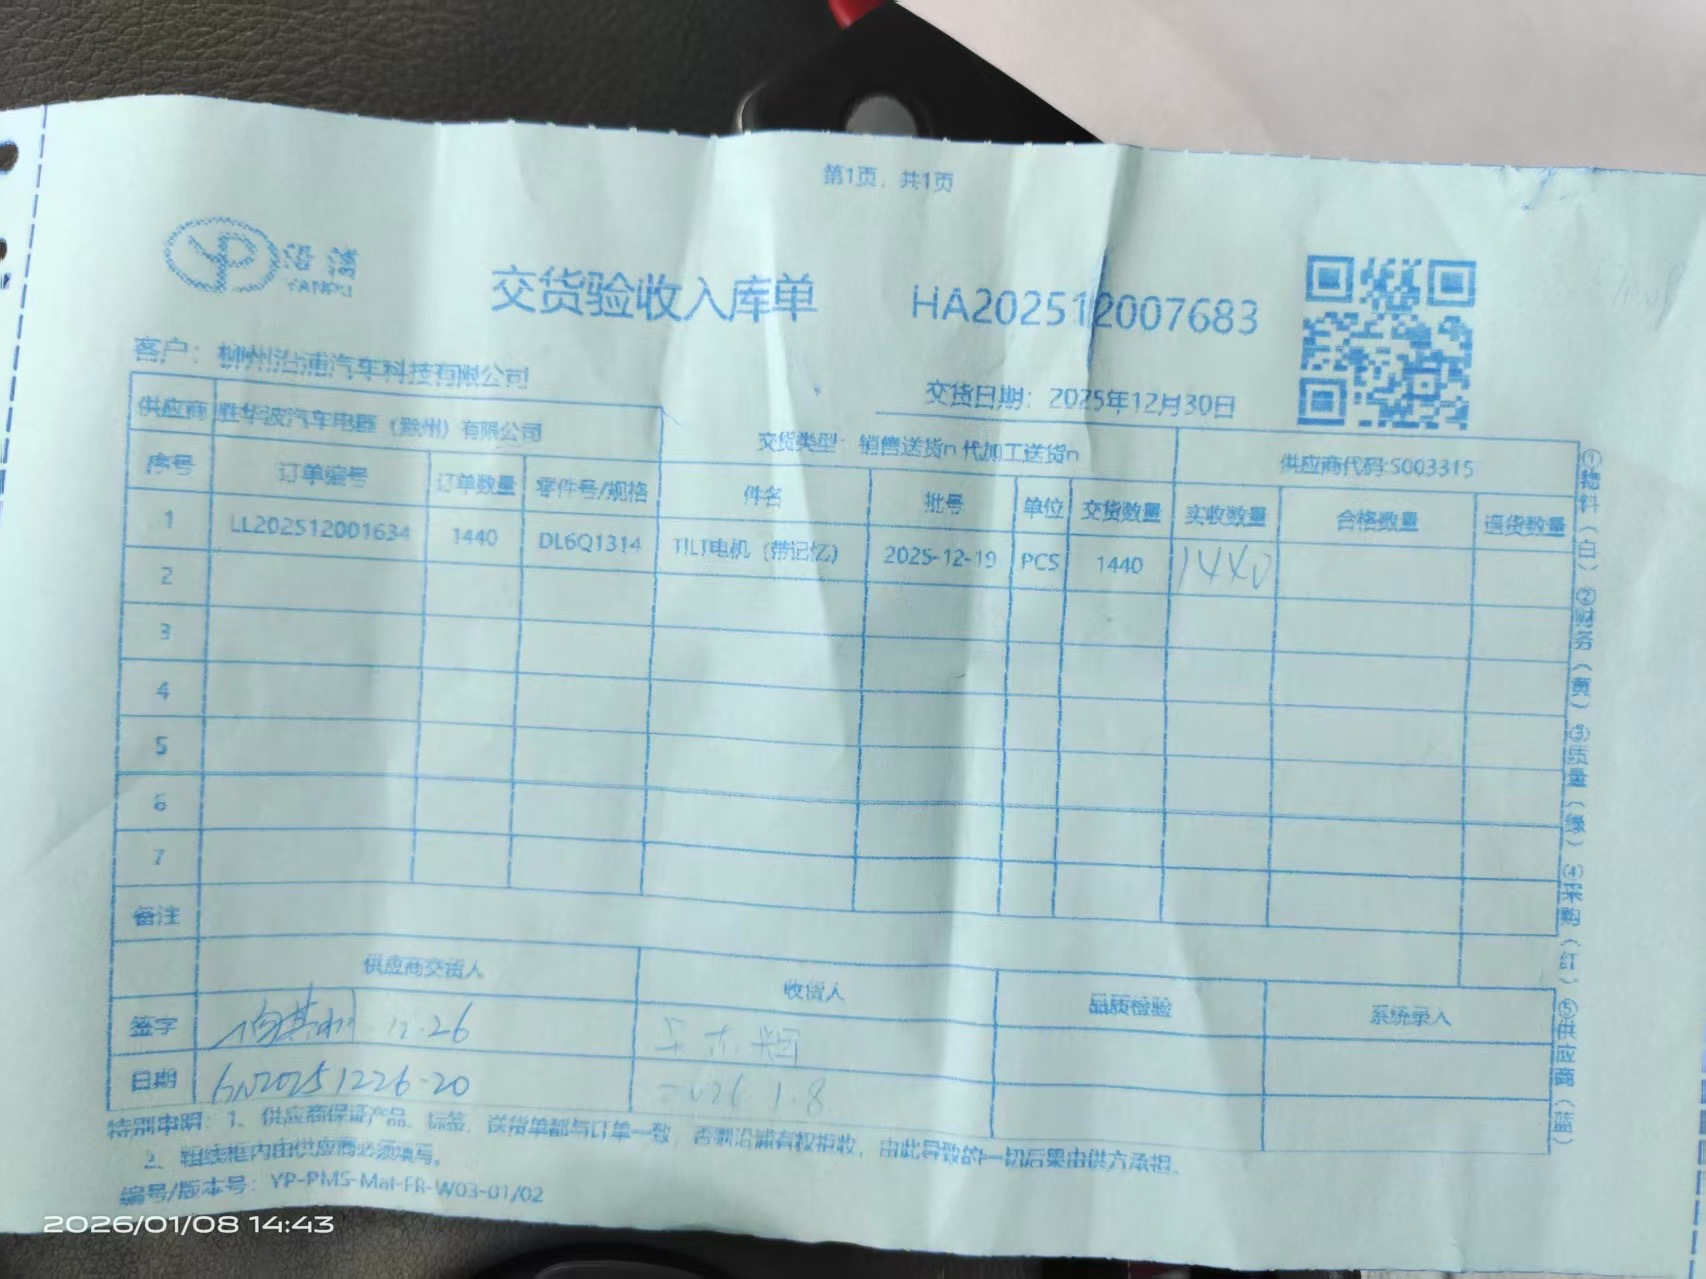 第1页，共1页
沿浦
YANPU
交货验收入库单 HA202512007683
客户：柳州沿浦汽车科技有限公司
交货日期：2025年12月30日
供应商 胜华波汽车电器（滁州）有限公司 交货类型：销售送货n 代加工送货n 供应商代码:S003315
序号 订单编号 订单数量 零件号/规格 件名 批号 单位 交货数量 实收数量 合格数量 退货数量
1 LL202512001634 1440 DL6Q1314 TILT电机（带记忆） 2025-12-19 PCS 1440 1440
2
3
4
5
6
7
备注
供应商交货人 收货人 品质检验 系统录入
签字 12.26
日期 20251226-20 2026.1.8
特别申明：1、供应商保证产品、标签、送货单都与订单一致，否则沿浦有权拒收，由此导致的一切后果由供方承担。
2、粗线框内由供应商必须填写。
编号/版本号：YP-PMS-Mal-FR-W03-01/02
①物料（白）②财务（黄）③质量（绿）④采购（红）⑤供应商（蓝）
2026/01/08 14:43